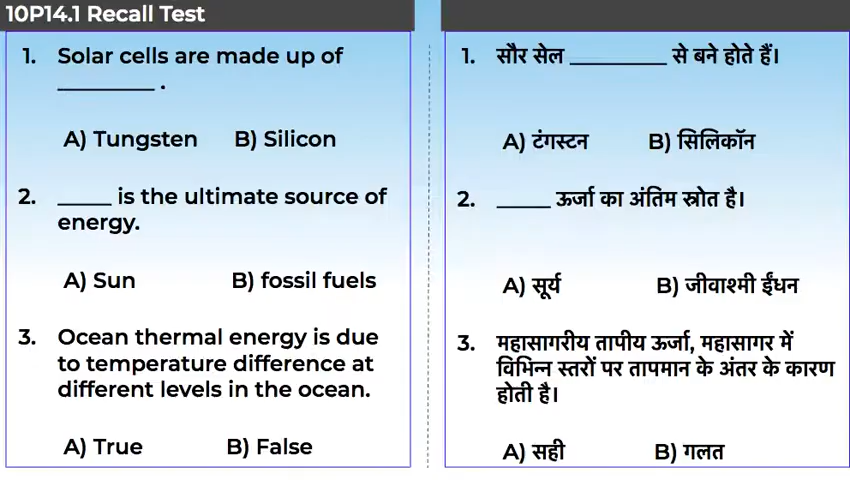 10P14.1 Recall Test
1. Solar cells are made up of
_________ .
A) Tungsten B) Silicon
2. _____ is the ultimate source of
energy.
A) Sun B) fossil fuels
3. Ocean thermal energy is due
to temperature difference at
different levels in the ocean.
A) True B) False
1. सौर सेल _________ से बने होते हैं।
A) टंगस्टन B) सिलिकॉन
2. _____ ऊर्जा का अंतिम स्रोत है।
A) सूर्य B) जीवाश्मी ईंधन
3. महासागरीय तापीय ऊर्जा, महासागर में
विभिन्न स्तरों पर तापमान के अंतर के कारण
होती है।
A) सही B) गलत